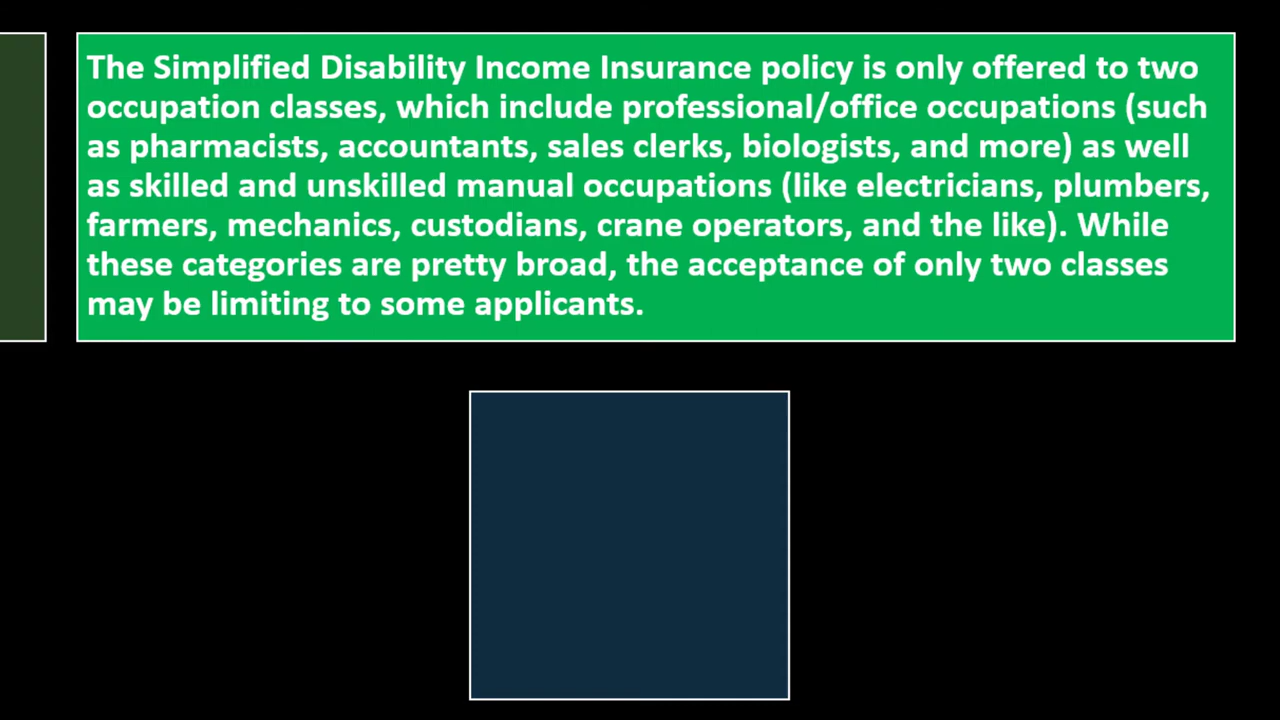 The Simplified Disability Income Insurance policy is only offered to two
occupation classes, which include professional/office occupations (such
as pharmacists, accountants, sales clerks, biologists, and more) as well
as skilled and unskilled manual occupations (like electricians, plumbers,
farmers, mechanics, custodians, crane operators, and the like). While
these categories are pretty broad, the acceptance of only two classes
may be limiting to some applicants.